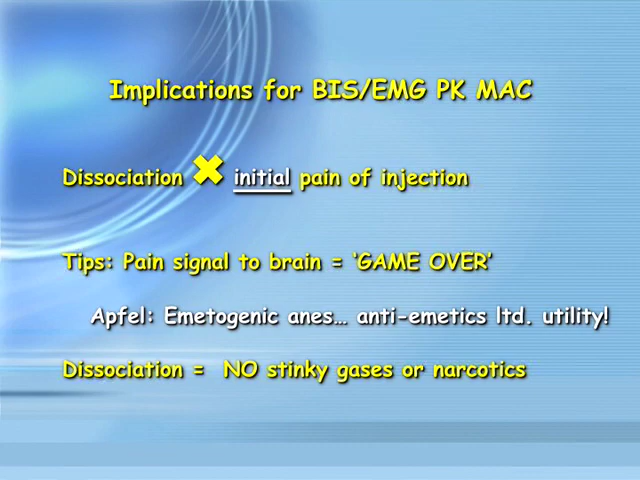 Implications for BIS/EMG PK MAC
Dissociation ✖ initial pain of injection
Tips: Pain signal to brain = ‘GAME OVER’
Apfel: Emetogenic anes… anti-emetics ltd. utility!
Dissociation = NO stinky gases or narcotics